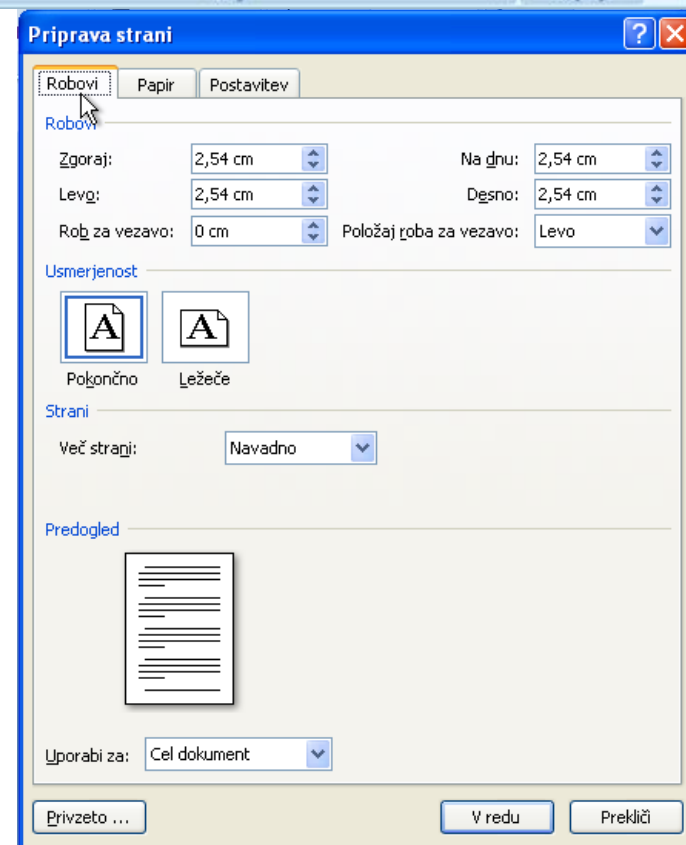 Priprava strani
Robovi Papir Postavitev
Robovi
Zgoraj: 2,54 cm Na dnu: 2,54 cm
Levo: 2,54 cm Desno: 2,54 cm
Rob za vezavo: 0 cm Položaj roba za vezavo: Levo
Usmerjenost
A A
Pokončno Ležeče
Strani
Več strani: Navadno
Predogled
Uporabi za: Cel dokument
Privzeto ... V redu Prekliči